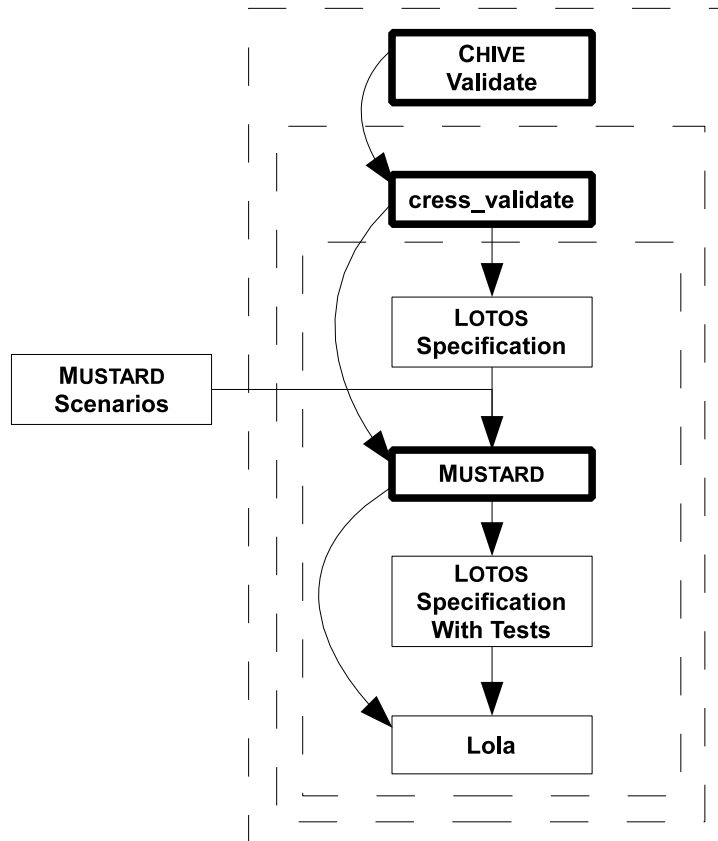 CHIVE
Validate
cress_validate
LOTOS
Specification
MUSTARD
Scenarios
MUSTARD
LOTOS
Specification
With Tests
Lola